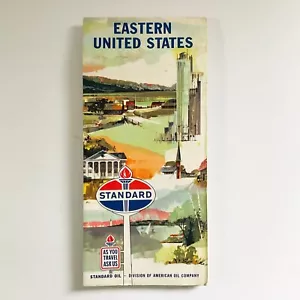 EASTERN
UNITED STATES
STANDARD
AS YOU
TRAVEL
ASK US
STANDARD OIL · DIVISION OF AMERICAN OIL COMPANY